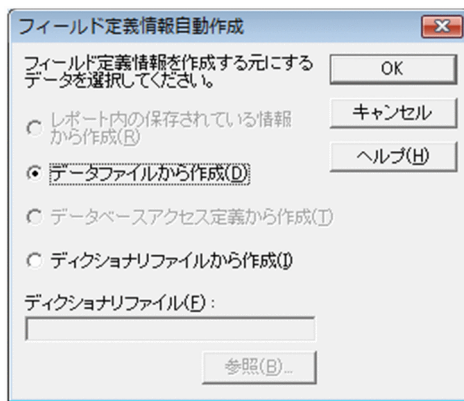 フィールド定義情報自動作成
フィールド定義情報を作成する元にする
データを選択してください。
OK
キャンセル
ヘルプ(H)
レポート内の保存されている情報
から作成(R)
データファイルから作成(D)
データベースアクセス定義から作成(T)
ディクショナリファイルから作成(I)
ディクショナリファイル(F) :
参照(B)...